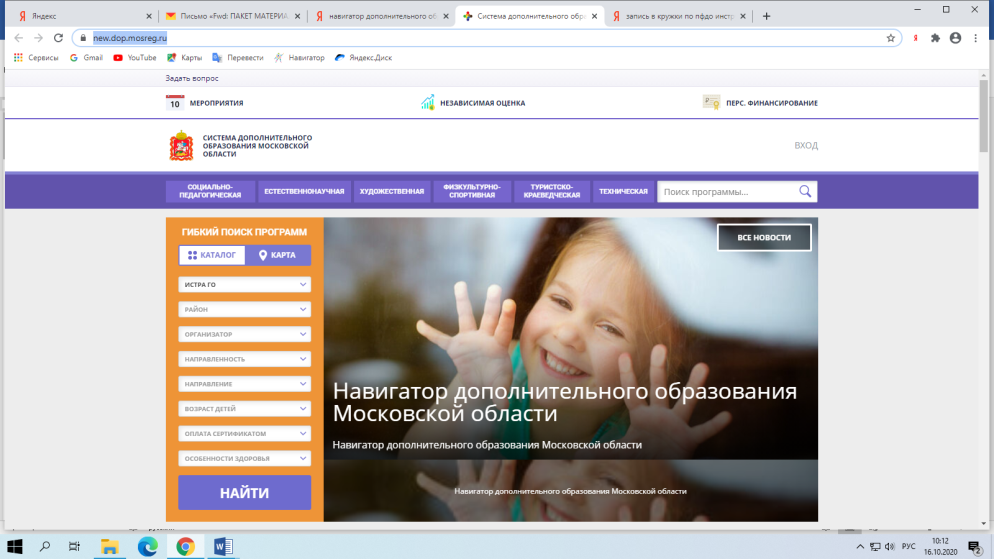 Яндекс
Письмо «Fwd: ПАКЕТ МАТЕРИА
навигатор дополнительного об
Система дополнительного обра
запись в кружки по пфдо инстр
new.dop.mosreg.ru
Сервисы Gmail YouTube Карты Перевести Навигатор Яндекс.Диск
Задать вопрос
10 МЕРОПРИЯТИЯ
НЕЗАВИСИМАЯ ОЦЕНКА
ПЕРС. ФИНАНСИРОВАНИЕ
СИСТЕМА ДОПОЛНИТЕЛЬНОГО
ОБРАЗОВАНИЯ МОСКОВСКОЙ
ОБЛАСТИ
ВХОД
СОЦИАЛЬНО-
ПЕДАГОГИЧЕСКАЯ
ЕСТЕСТВЕННОНАУЧНАЯ
ХУДОЖЕСТВЕННАЯ
ФИЗКУЛЬТУРНО-
СПОРТИВНАЯ
ТУРИСТСКО-
КРАЕВЕДЧЕСКАЯ
ТЕХНИЧЕСКАЯ
Поиск программы...
ГИБКИЙ ПОИСК ПРОГРАММ
КАТАЛОГ КАРТА
ИСТРА ГО
РАЙОН
ОРГАНИЗАТОР
НАПРАВЛЕННОСТЬ
НАПРАВЛЕНИЕ
ВОЗРАСТ ДЕТЕЙ
ОПЛАТА СЕРТИФИКАТОМ
ОСОБЕННОСТИ ЗДОРОВЬЯ
НАЙТИ
ВСЕ НОВОСТИ
Навигатор дополнительного образования
Московской области
Навигатор дополнительного образования Московской области
Навигатор дополнительного образования Московской области
РУС
10:12
16.10.2020
2